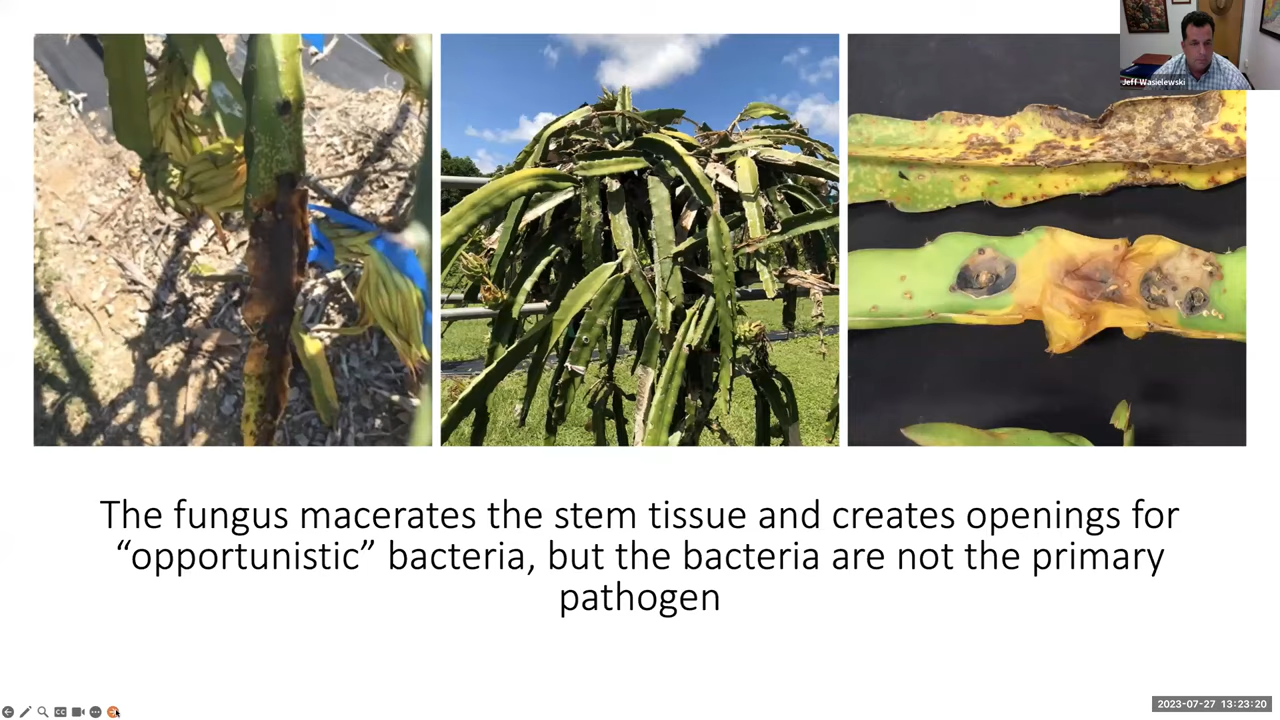 Jeff Wasielewski
The fungus macerates the stem tissue and creates openings for
“opportunistic” bacteria, but the bacteria are not the primary
pathogen
CC
2023-07-27 13:23:20